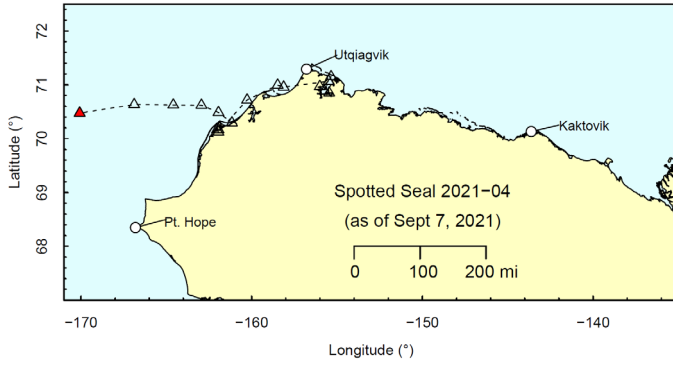 72
71
70
69
68
Latitude (°)
Utqiagvik
Kaktovik
Pt. Hope
Spotted Seal 2021−04
(as of Sept 7, 2021)
0 100 200 mi
−170 −160 −150 −140
Longitude (°)